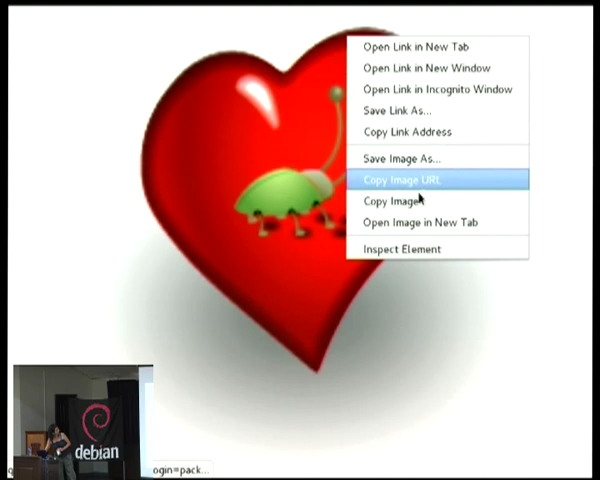 Open Link in New Tab
Open Link in New Window
Open Link in Incognito Window
Save Link As...
Copy Link Address
Save Image As...
Copy Image URL
Copy Image
Open Image in New Tab
Inspect Element
debian
ogin=pack...